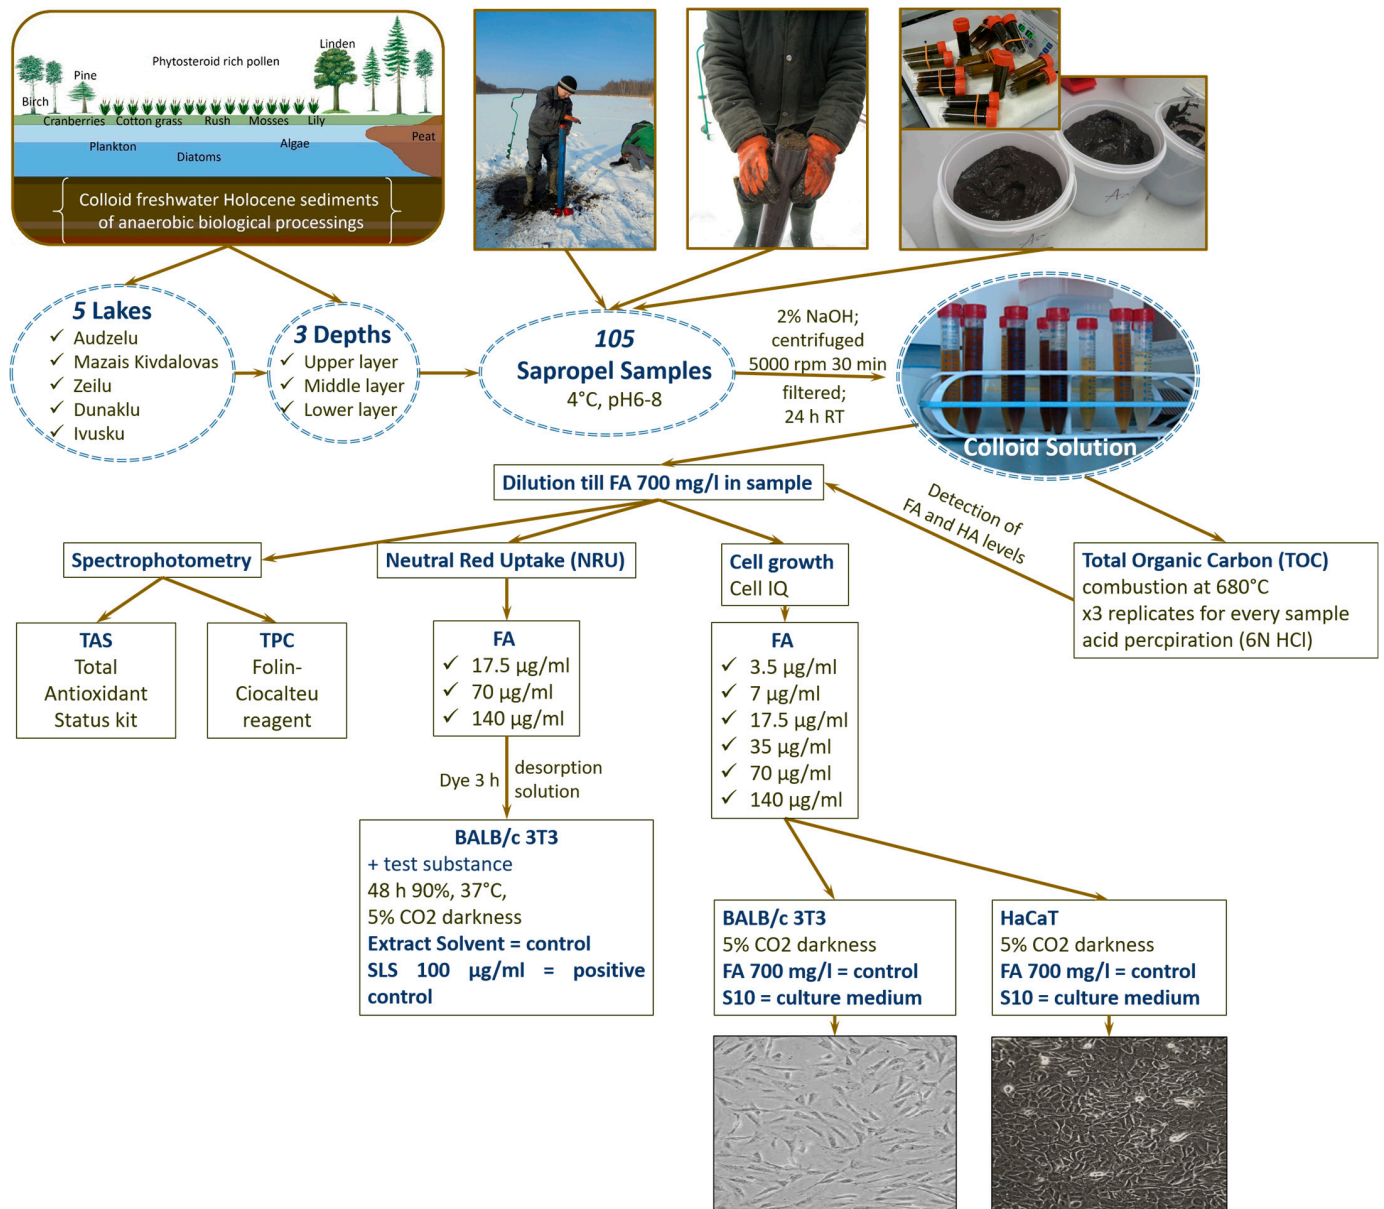 Phytosteroid rich pollen
Linden
Pine
Birch
Cranberries
Cotton grass
Rush
Mosses
Lily
Plankton
Diatoms
Algae
Peat
Colloid freshwater Holocene sediments
of anaerobic biological processings
5 Lakes
✓ Audzelu
✓ Mazais Kivdalovas
✓ Zeilu
✓ Dunaklu
✓ Ivusku
3 Depths
✓ Upper layer
✓ Middle layer
✓ Lower layer
105
Sapropel Samples
4°C, pH6-8
2% NaOH;
centrifuged
5000 rpm 30 min
filtered;
24 h RT
Colloid Solution
Dilution till FA 700 mg/l in sample
Detection of
FA and HA levels
Total Organic Carbon (TOC)
combustion at 680°C
x3 replicates for every sample
acid percpiration (6N HCl)
Spectrophotometry
TAS
Total
Antioxidant
Status kit
TPC
Folin-
Ciocalteu
reagent
Neutral Red Uptake (NRU)
FA
✓ 17.5 µg/ml
✓ 70 µg/ml
✓ 140 µg/ml
Dye 3 h
desorption
solution
BALB/c 3T3
+ test substance
48 h 90%, 37°C,
5% CO2 darkness
Extract Solvent = control
SLS 100 µg/ml = positive
control
Cell growth
Cell IQ
FA
✓ 3.5 µg/ml
✓ 7 µg/ml
✓ 17.5 µg/ml
✓ 35 µg/ml
✓ 70 µg/ml
✓ 140 µg/ml
BALB/c 3T3
5% CO2 darkness
FA 700 mg/l = control
S10 = culture medium
HaCaT
5% CO2 darkness
FA 700 mg/l = control
S10 = culture medium